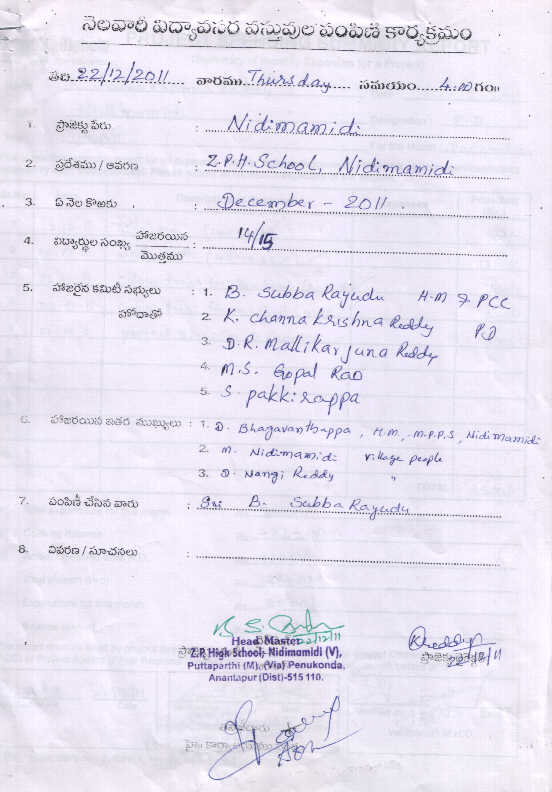 నెలవారీ విద్యావసర వస్తువుల పంపిణి కార్యక్రమం
తేది 22/12/2011 వారము Thursday సమయం 4.10 గం॥
1. ప్రాజెక్టు పేరు : Nidimamidi
2. ప్రదేశము / ఆవరణ : Z.P.H.School, Nidimamidi
3. ఏ నెల కొఱకు : December - 2011
4. విద్యార్థుల సంఖ్య హాజరయిన / మొత్తము : 14/15
5. హాజరైన కమిటీ సభ్యులు : 1. B. Subba Rayudu H.M & PCC
హోదాతో 2. K. Channa Krishna Reddy PD
3. D.R. Mallikarjuna Reddy
4. M.S. Gopal Rao
5. S. Pakkirappa
6. హాజరయిన ఇతర ముఖ్యులు : 1. D. Bhagavanthappa, H.M, M.P.P.S, Nidimamidi
2. M. Nidimamidi Village people
3. D. Nangi Reddy "
7. పంపిణీ చేసిన వారు : Sri B. Subba Rayudu
8. వివరణ / సూచనలు :
22/12/11
Head Master
Z.P. High School, Nidimamidi (V),
Puttaparthi (M), (Via) Penukonda,
Anantapur (Dist)-515 110.